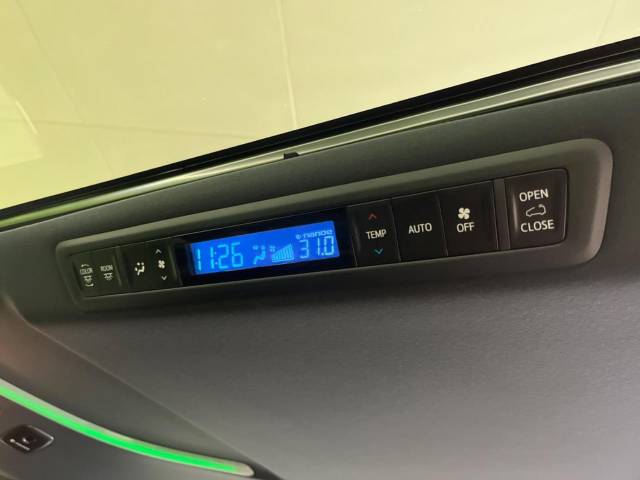 COLOR
ROOM
11:26
nanoe
31.0
TEMP
AUTO
OFF
OPEN
CLOSE